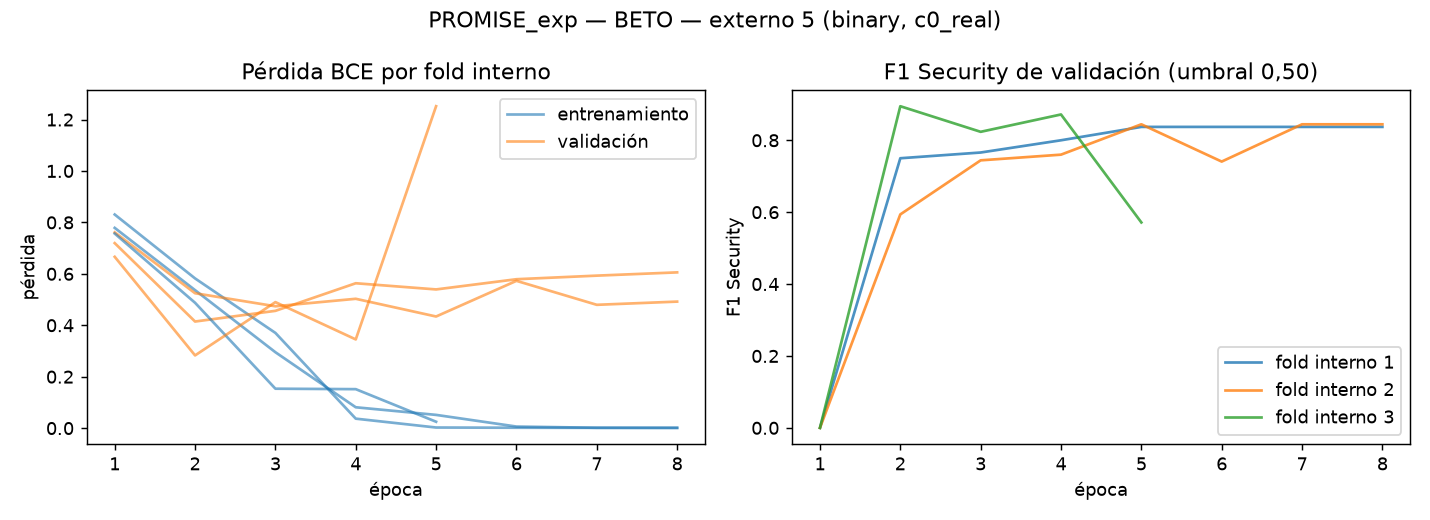 PROMISE_exp — BETO — externo 5 (binary, c0_real)
Pérdida BCE por fold interno
pérdida
1.2
1.0
0.8
0.6
0.4
0.2
0.0
entrenamiento
validación
1 2 3 4 5 6 7 8
época
F1 Security de validación (umbral 0,50)
F1 Security
0.8
0.6
0.4
0.2
0.0
fold interno 1
fold interno 2
fold interno 3
1 2 3 4 5 6 7 8
época